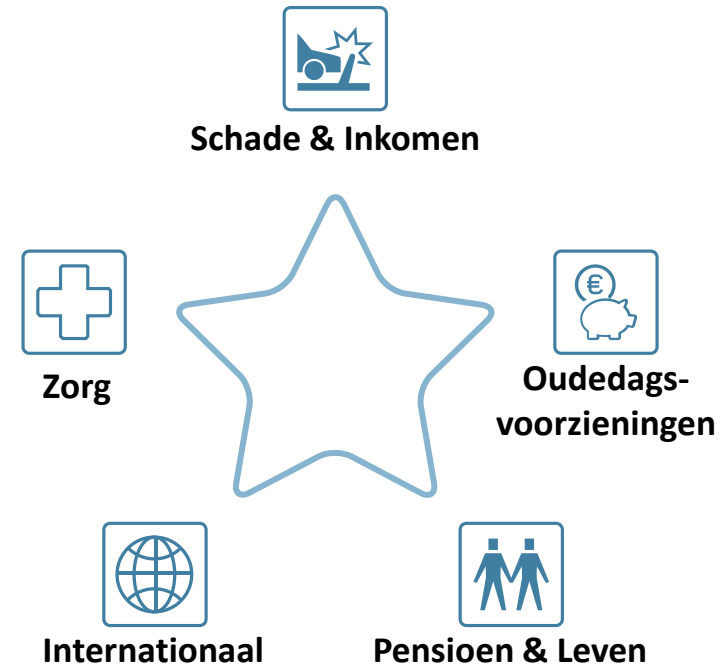 Schade & Inkomen
€
Zorg
Oudedags-
voorzieningen
Internationaal
Pensioen & Leven